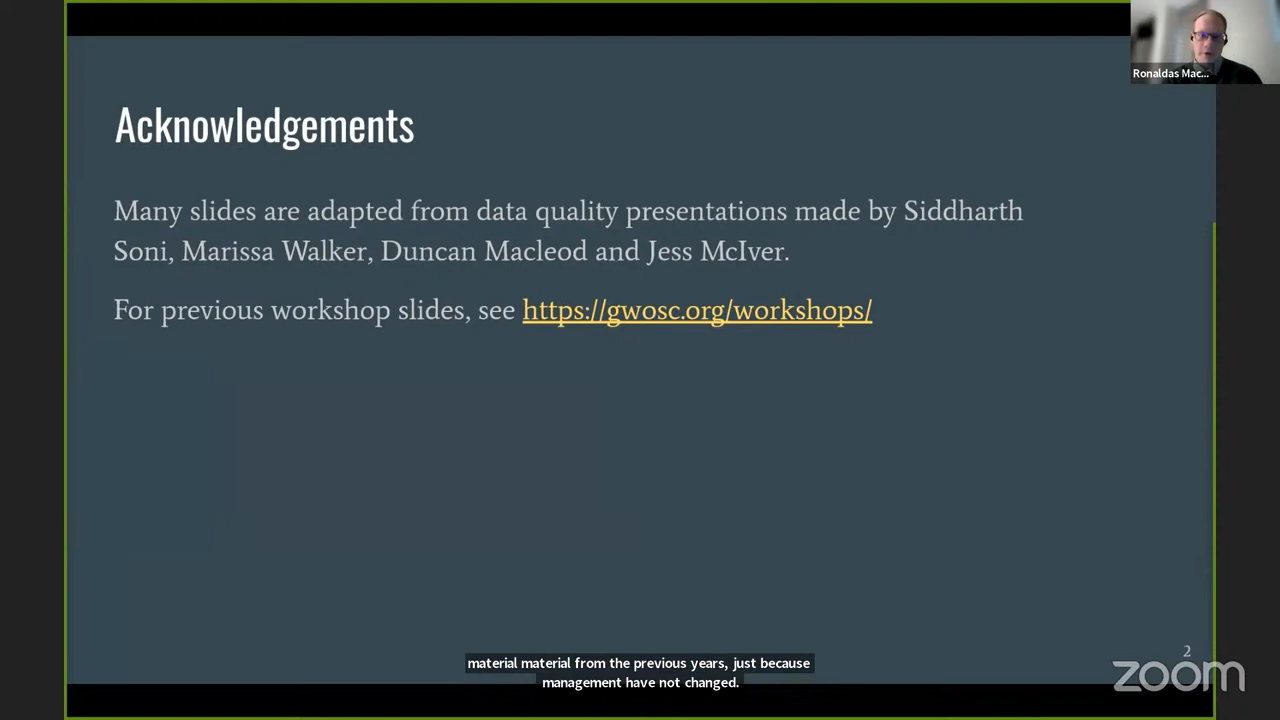 Ronaldas Mac...
Acknowledgements
Many slides are adapted from data quality presentations made by Siddharth
Soni, Marissa Walker, Duncan Macleod and Jess McIver.
For previous workshop slides, see https://gwosc.org/workshops/
material material from the previous years, just because
management have not changed.
2
zoom